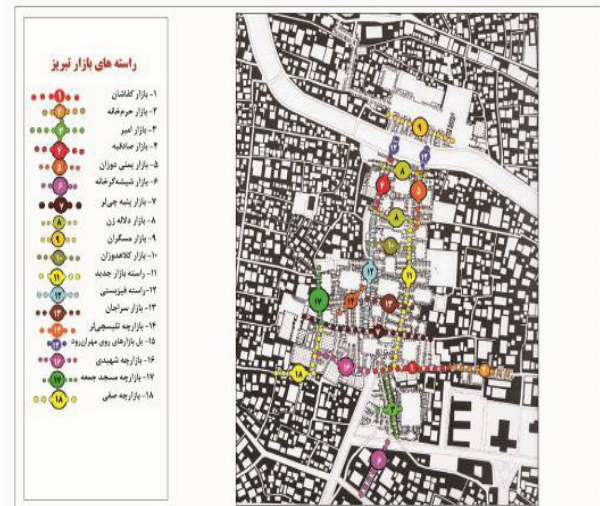 راسته های بازار تبریز
۱- بازار کفاشان
۲- بازار حرم‌خانه
۳- بازار امیر
۴- بازار صادقیه
۵- بازار یمنی دوزان
۶- بازار شیشه‌گرخانه
۷- بازار پنبه چی‌لر
۸- بازار دلاله زن
۹- بازار مسگران
۱۰- بازار کلاهدوزان
۱۱- راسته بازار جدید
۱۲- راسته قیزبستی
۱۳- بازار سراجان
۱۴- بازارچه تلیسچی‌لر
۱۵- پل بازارهای روی مهران‌رود
۱۶- بازارچه شهیدی
۱۷- بازارچه مسجد جمعه
۱۸- بازارچه صفی